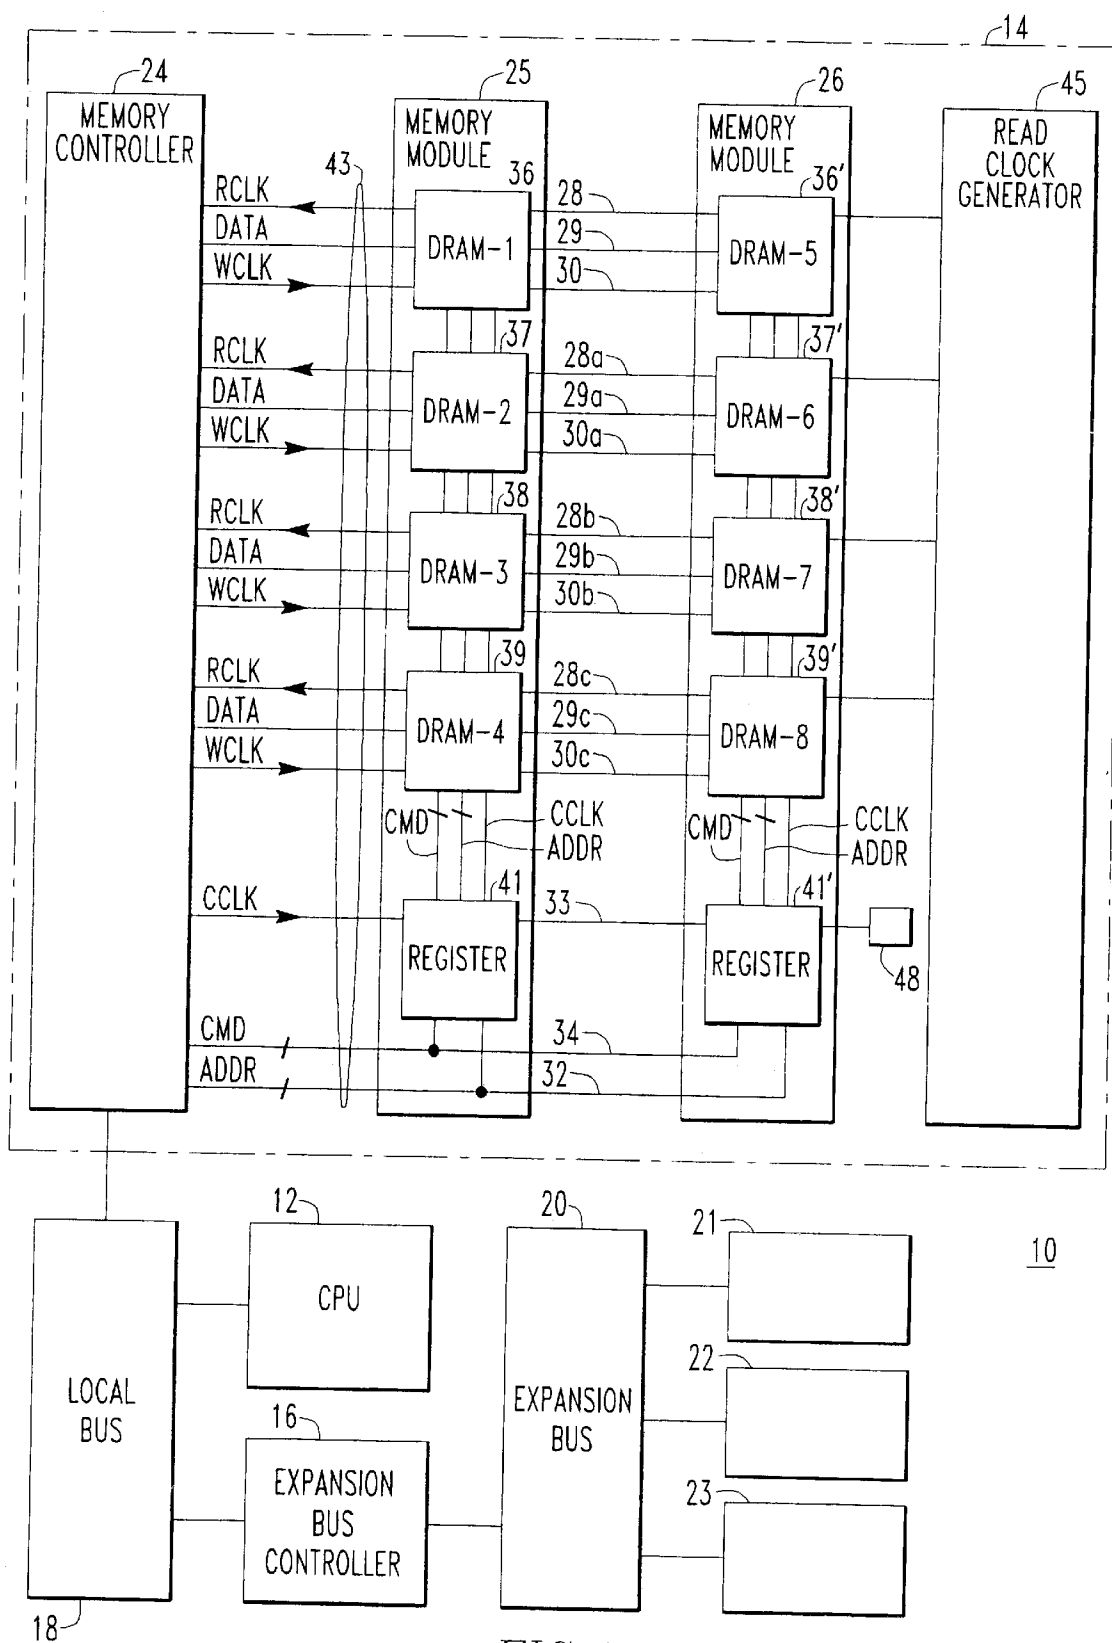 14
24
MEMORY
CONTROLLER
25
MEMORY
MODULE
26
MEMORY
MODULE
45
READ
CLOCK
GENERATOR
43
36
36'
RCLK
28
DATA
DRAM-1
29
DRAM-5
WCLK
30
37
37'
RCLK
28a
DATA
DRAM-2
29a
DRAM-6
WCLK
30a
38
38'
RCLK
28b
DATA
DRAM-3
29b
DRAM-7
WCLK
30b
39
39'
RCLK
28c
DATA
DRAM-4
29c
DRAM-8
WCLK
30c
CMD
CCLK
ADDR
CMD
CCLK
ADDR
CCLK
41
33
41'
REGISTER
REGISTER
48
CMD
34
ADDR
32
12
CPU
20
21
10
LOCAL
BUS
EXPANSION
BUS
22
16
EXPANSION
BUS
CONTROLLER
23
18